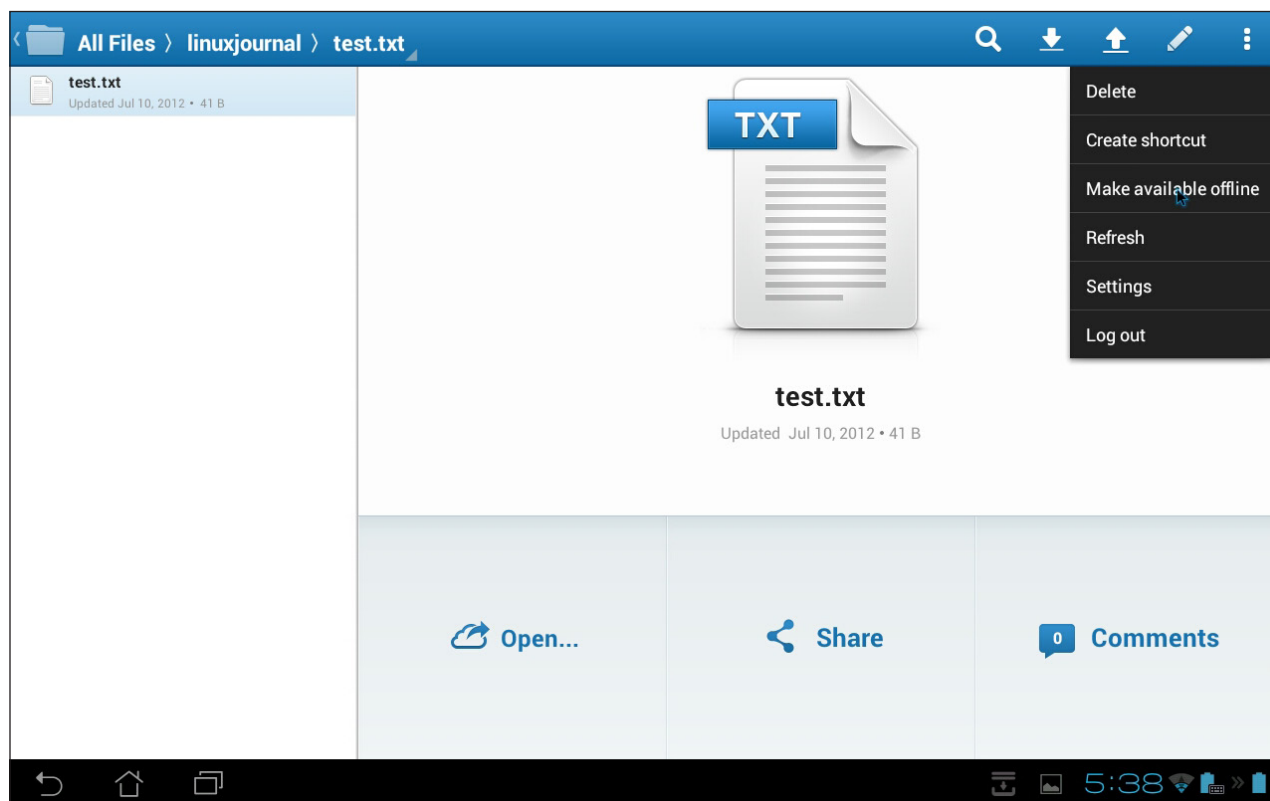 All Files 〉 linuxjournal 〉 test.txt
test.txt
Updated Jul 10, 2012 • 41 B
TXT
Delete
Create shortcut
Make available offline
Refresh
Settings
Log out
test.txt
Updated Jul 10, 2012 • 41 B
Open...
Share
0 Comments
5:38